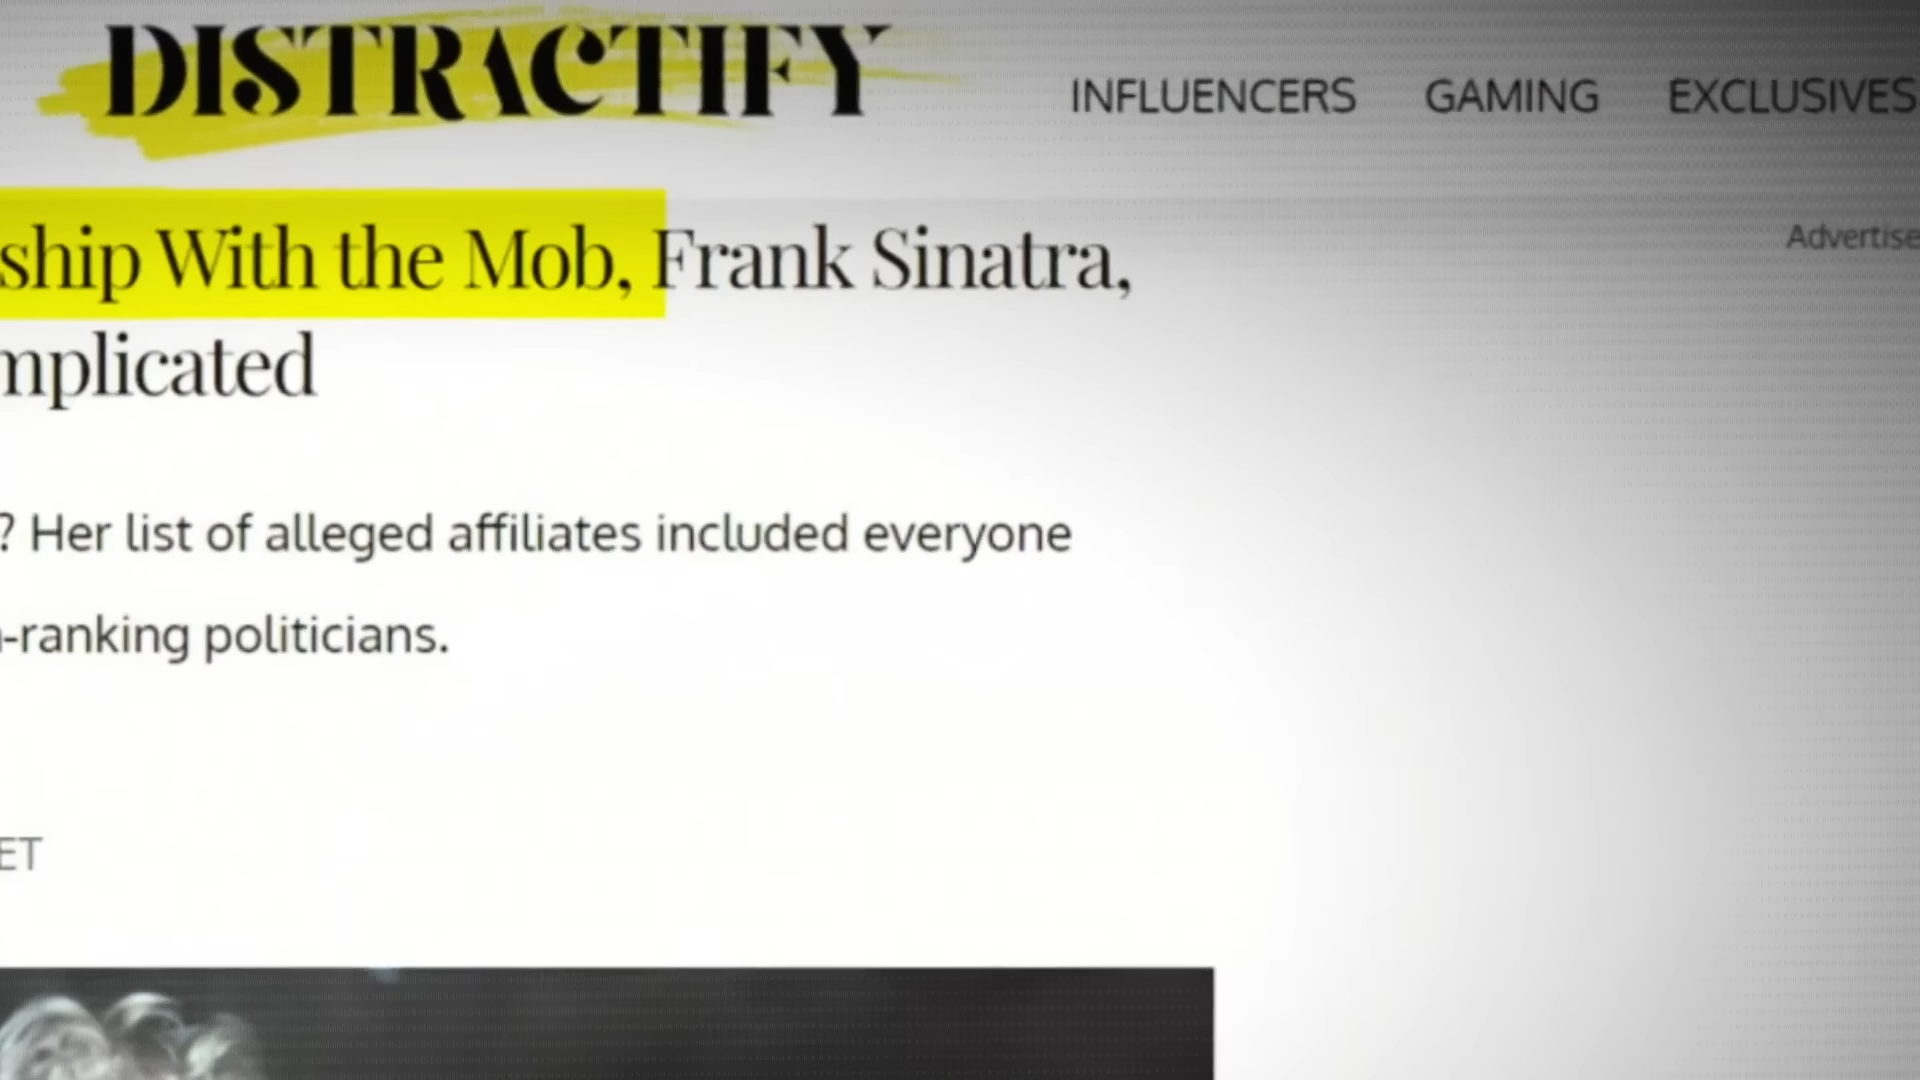 DISTRACTIFY
INFLUENCERS GAMING EXCLUSIVES
ship With the Mob, Frank Sinatra,
Advertise
mplicated
? Her list of alleged affiliates included everyone
-ranking politicians.
ET